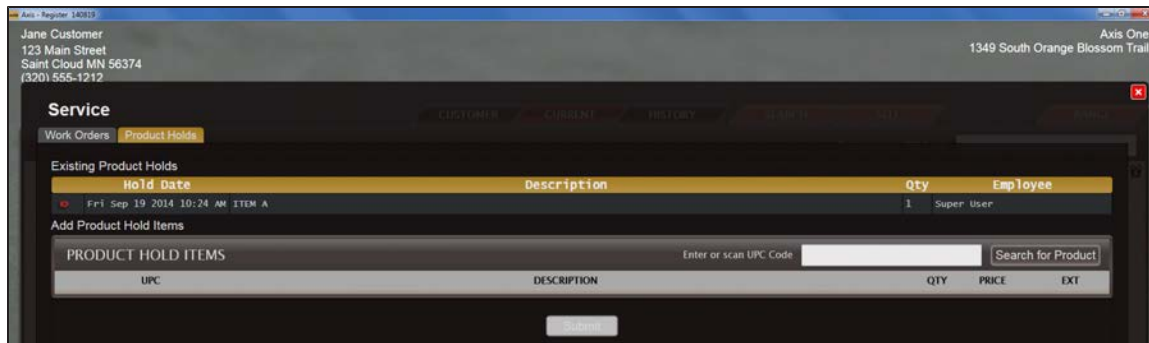 Axis - Register 140819
Jane Customer
123 Main Street
Saint Cloud MN 56374
(320) 555-1212
Axis One
1349 South Orange Blossom Trail
Service
CUSTOMER CURRENT HISTORY SEARCH
Work Orders Product Holds
Existing Product Holds
Hold Date Description Qty Employee
Fri Sep 19 2014 10:24 AM ITEM A 1 Super User
Add Product Hold Items
PRODUCT HOLD ITEMS Enter or scan UPC Code Search for Product
UPC DESCRIPTION QTY PRICE EXT
Submit